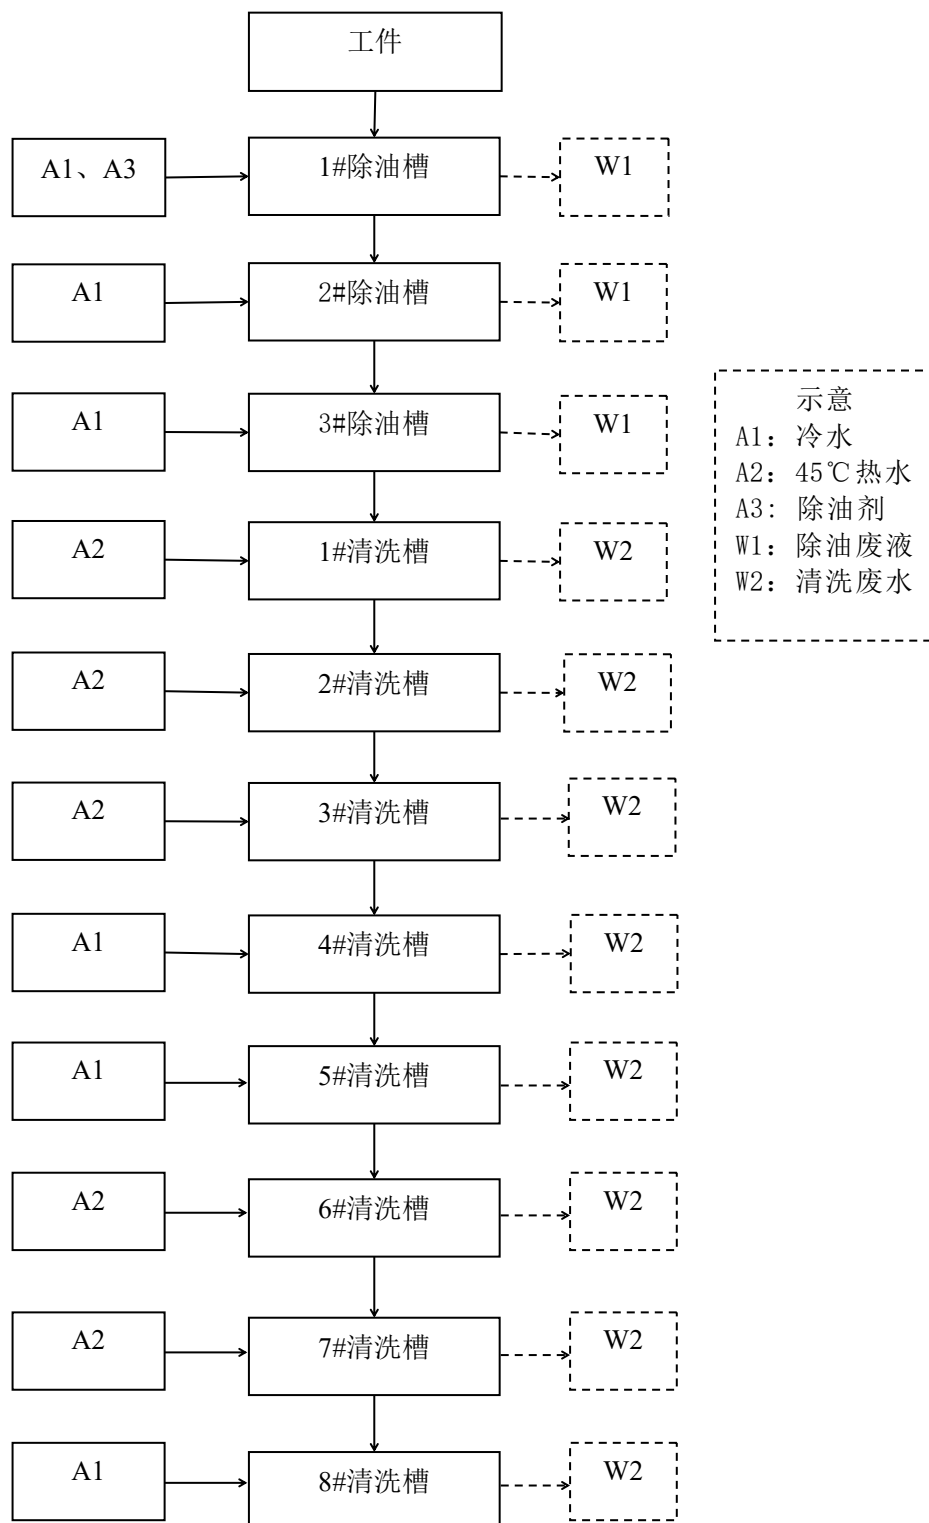 工件
A1、A3
1#除油槽
W1
A1
2#除油槽
W1
A1
3#除油槽
W1
A2
1#清洗槽
W2
A2
2#清洗槽
W2
A2
3#清洗槽
W2
A1
4#清洗槽
W2
A1
5#清洗槽
W2
A2
6#清洗槽
W2
A2
7#清洗槽
W2
A1
8#清洗槽
W2
示意
A1：冷水
A2：45℃热水
A3：除油剂
W1：除油废液
W2：清洗废水